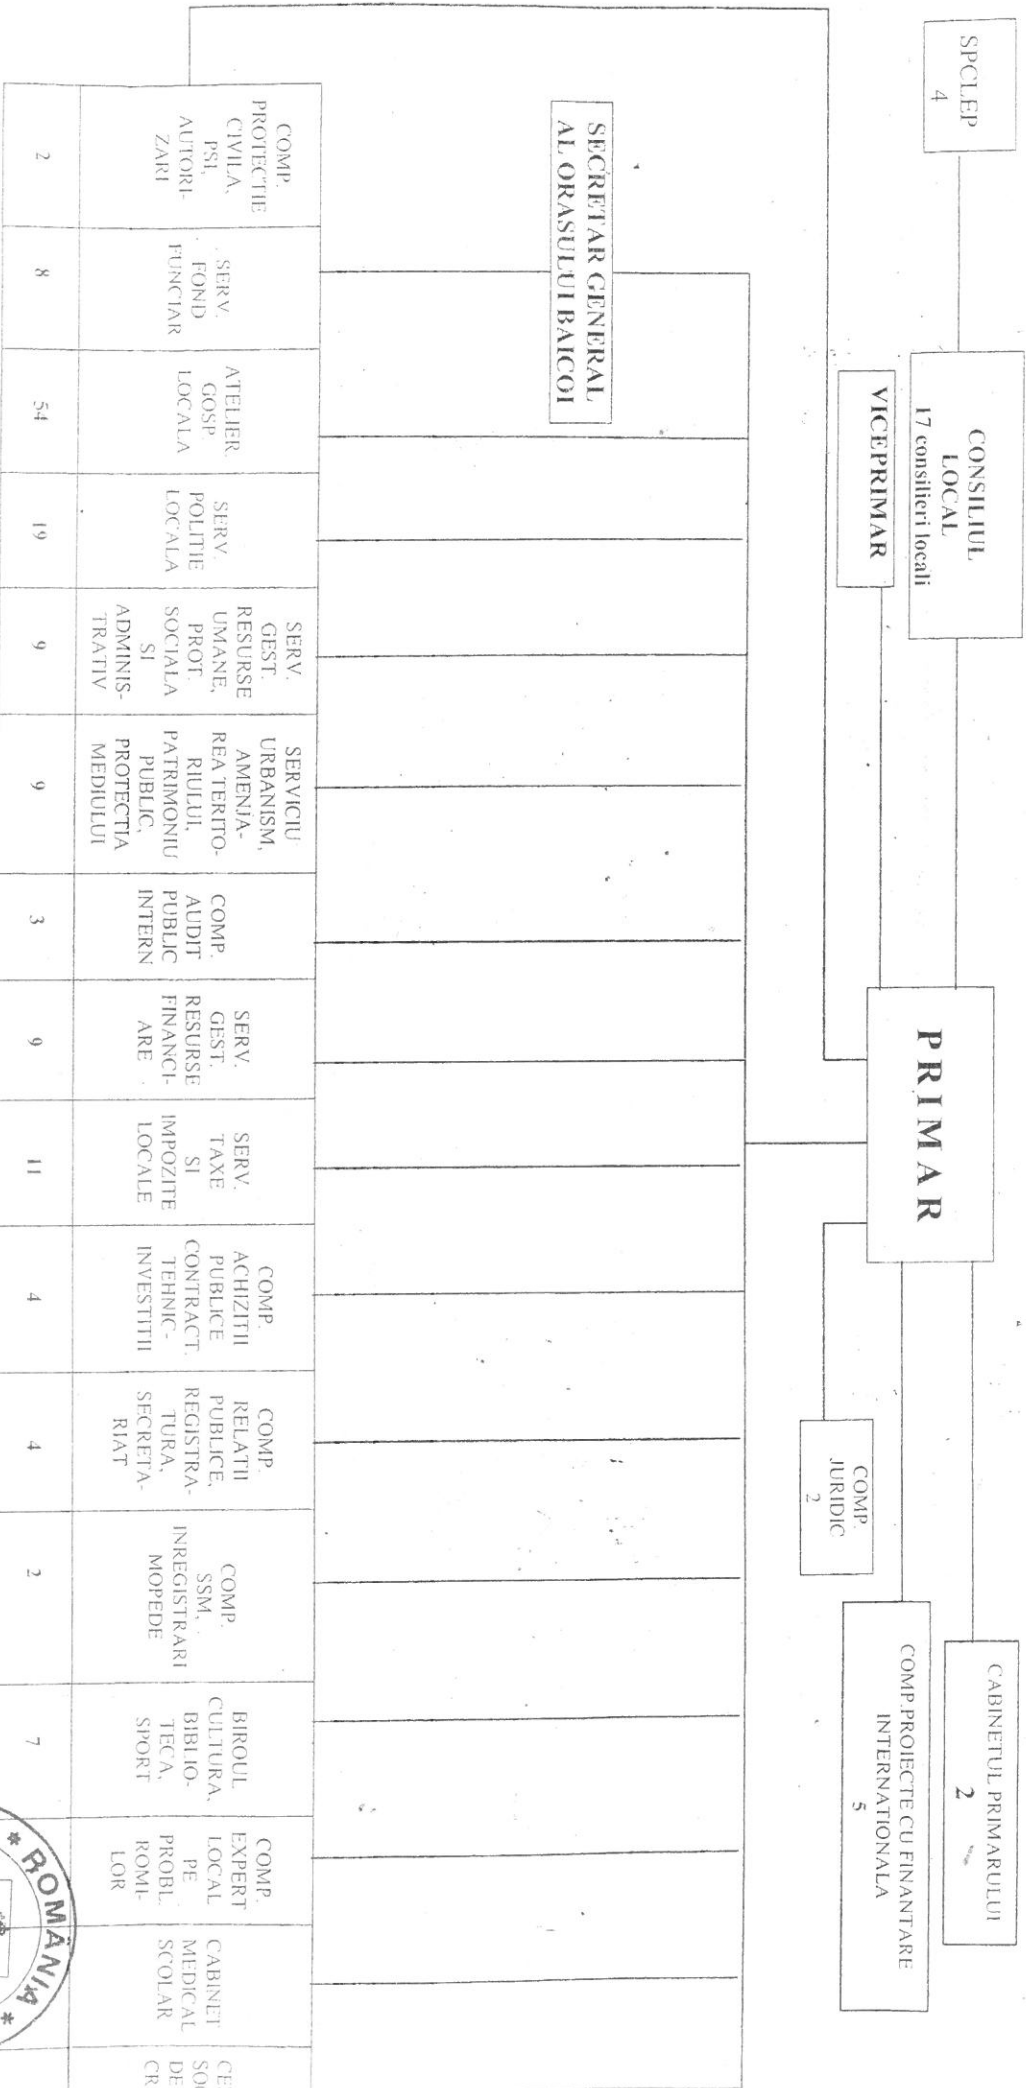 SPCLEP
4
CONSILIUL
LOCAL
17 consilieri locali
VICEPRIMAR
PRIMAR
CABINETUL PRIMARULUI
2
COMP.PROIECTE CU FINANTARE
INTERNATIONALA
5
COMP.
JURIDIC
2
SECRETAR GENERAL
AL ORASULUI BAICOI
COMP.
PROTECTIE
CIVILA,
PSI,
AUTORI-
ZARI
2
SERV.
FOND
FUNCIAR
8
ATELIER
GOSP.
LOCALA
54
SERV.
POLITIE
LOCALA
19
SERV.
GEST.
RESURSE
UMANE,
PROT.
SOCIALA
SI
ADMINIS-
TRATIV
9
SERVICIU
URBANISM,
AMENJA-
REA TERITO-
RIULUI,
PATRIMONIU
PUBLIC,
PROTECTIA
MEDIULUI
9
COMP.
AUDIT
PUBLIC
INTERN
3
SERV.
GEST.
RESURSE
FINANCI-
ARE
9
SERV.
TAXE
SI
IMPOZITE
LOCALE
11
COMP.
ACHIZITII
PUBLICE
CONTRACT.
TEHNIC-
INVESTITII
4
COMP.
RELATII
PUBLICE,
REGISTRA-
TURA,
SECRETA-
RIAT
4
COMP.
SSM,
INREGISTRARI
MOPEDE
2
BIROUL
CULTURA,
BIBLIO-
TECA,
SPORT
7
COMP.
EXPERT
LOCAL
PE
PROBL.
ROMI-
LOR
CABINET
MEDICAL
SCOLAR
CE
SO
DE
CR
* ROMÂNIA *